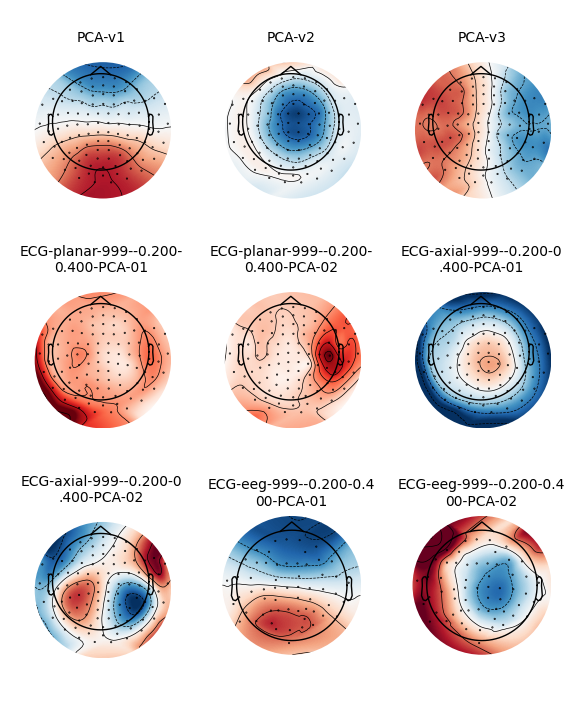 PCA-v1
PCA-v2
PCA-v3
ECG-planar-999--0.200-
0.400-PCA-01
ECG-planar-999--0.200-
0.400-PCA-02
ECG-axial-999--0.200-0
.400-PCA-01
ECG-axial-999--0.200-0
.400-PCA-02
ECG-eeg-999--0.200-0.4
00-PCA-01
ECG-eeg-999--0.200-0.4
00-PCA-02